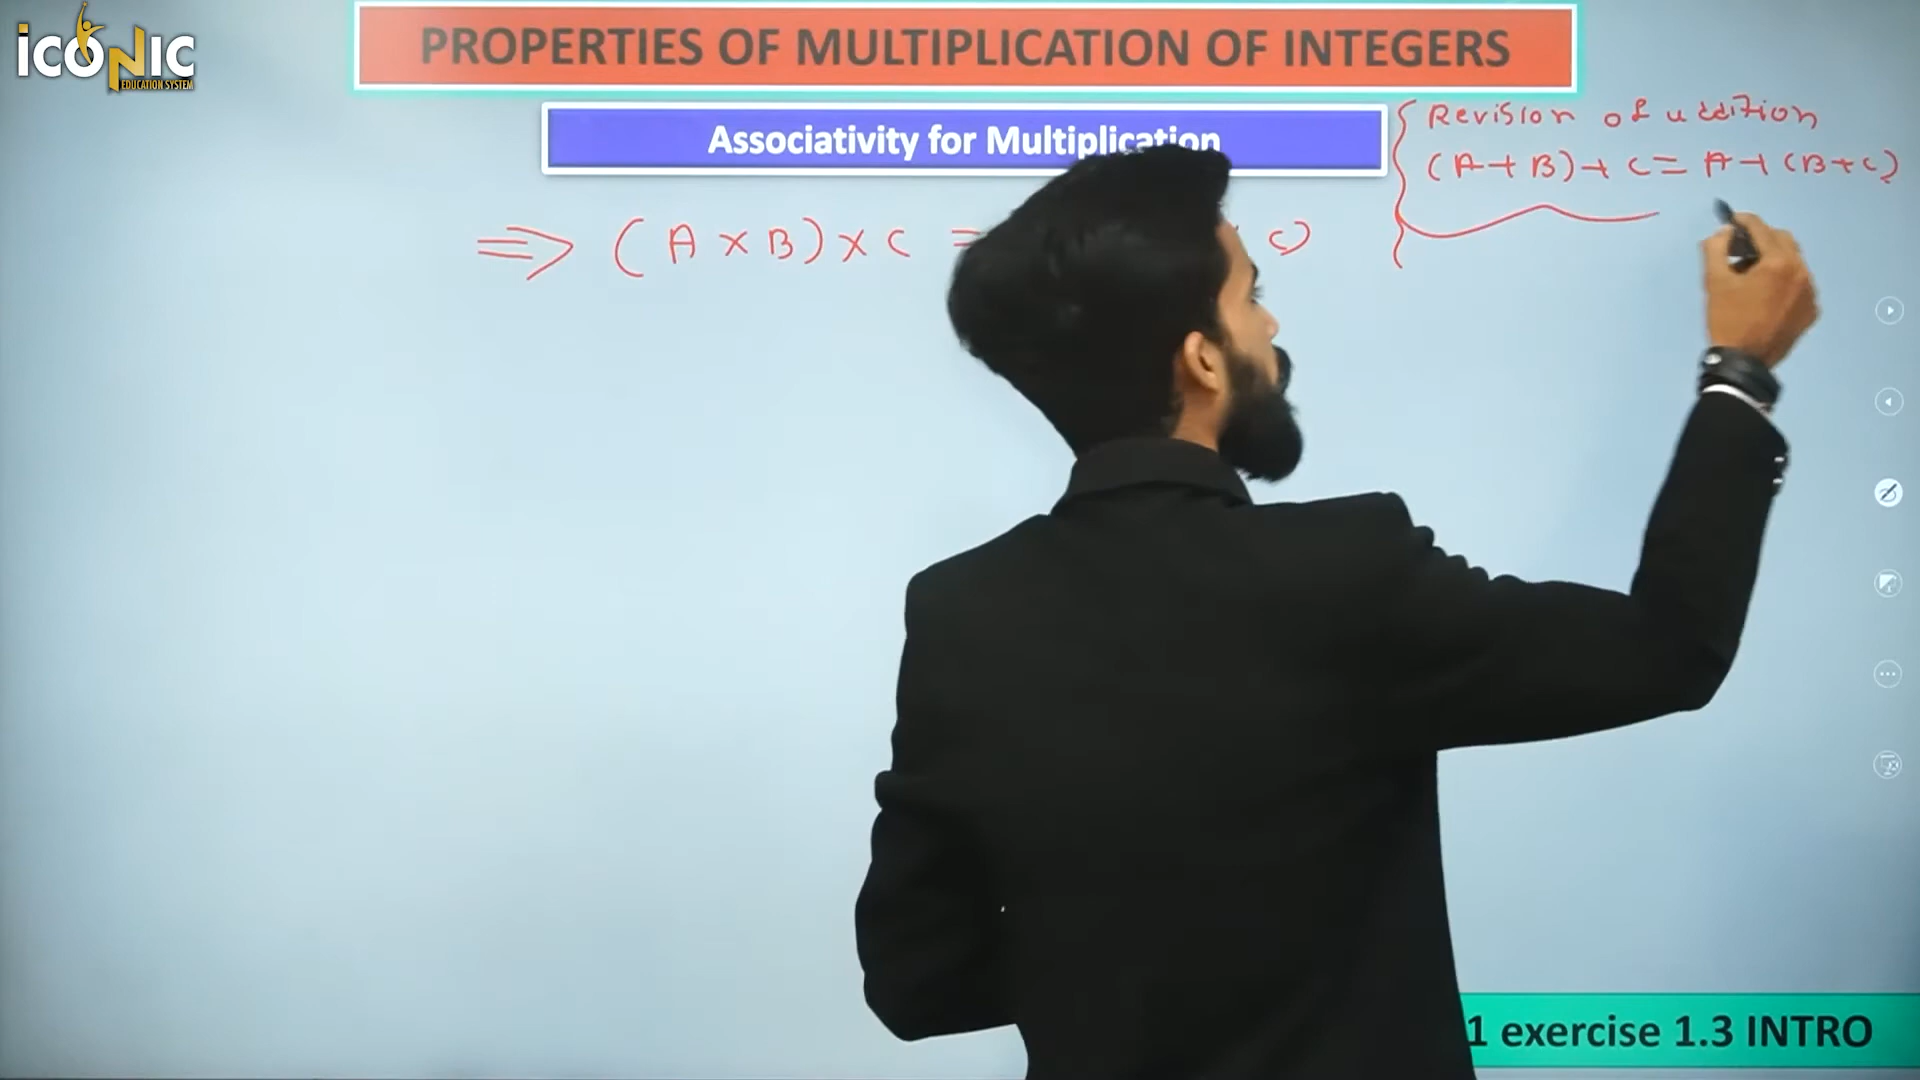 iCONIC
EDUCATION SYSTEM
PROPERTIES OF MULTIPLICATION OF INTEGERS
Associativity for Multiplication
Revision of addition
(A+B)+C=A+(B+C)
⇒ (A×B)×C = C)
1 exercise 1.3 INTRO